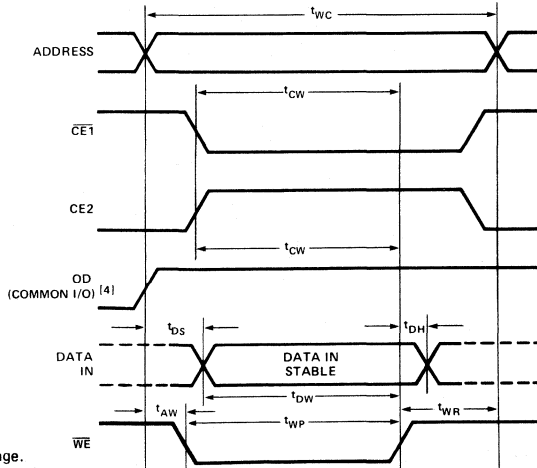 tWC
ADDRESS
tCW
CE1
CE2
tCW
OD
(COMMON I/O) [4]
tDS
tDH
DATA
IN
DATA IN
STABLE
tDW
tAW
tWP
tWR
WE
nge.